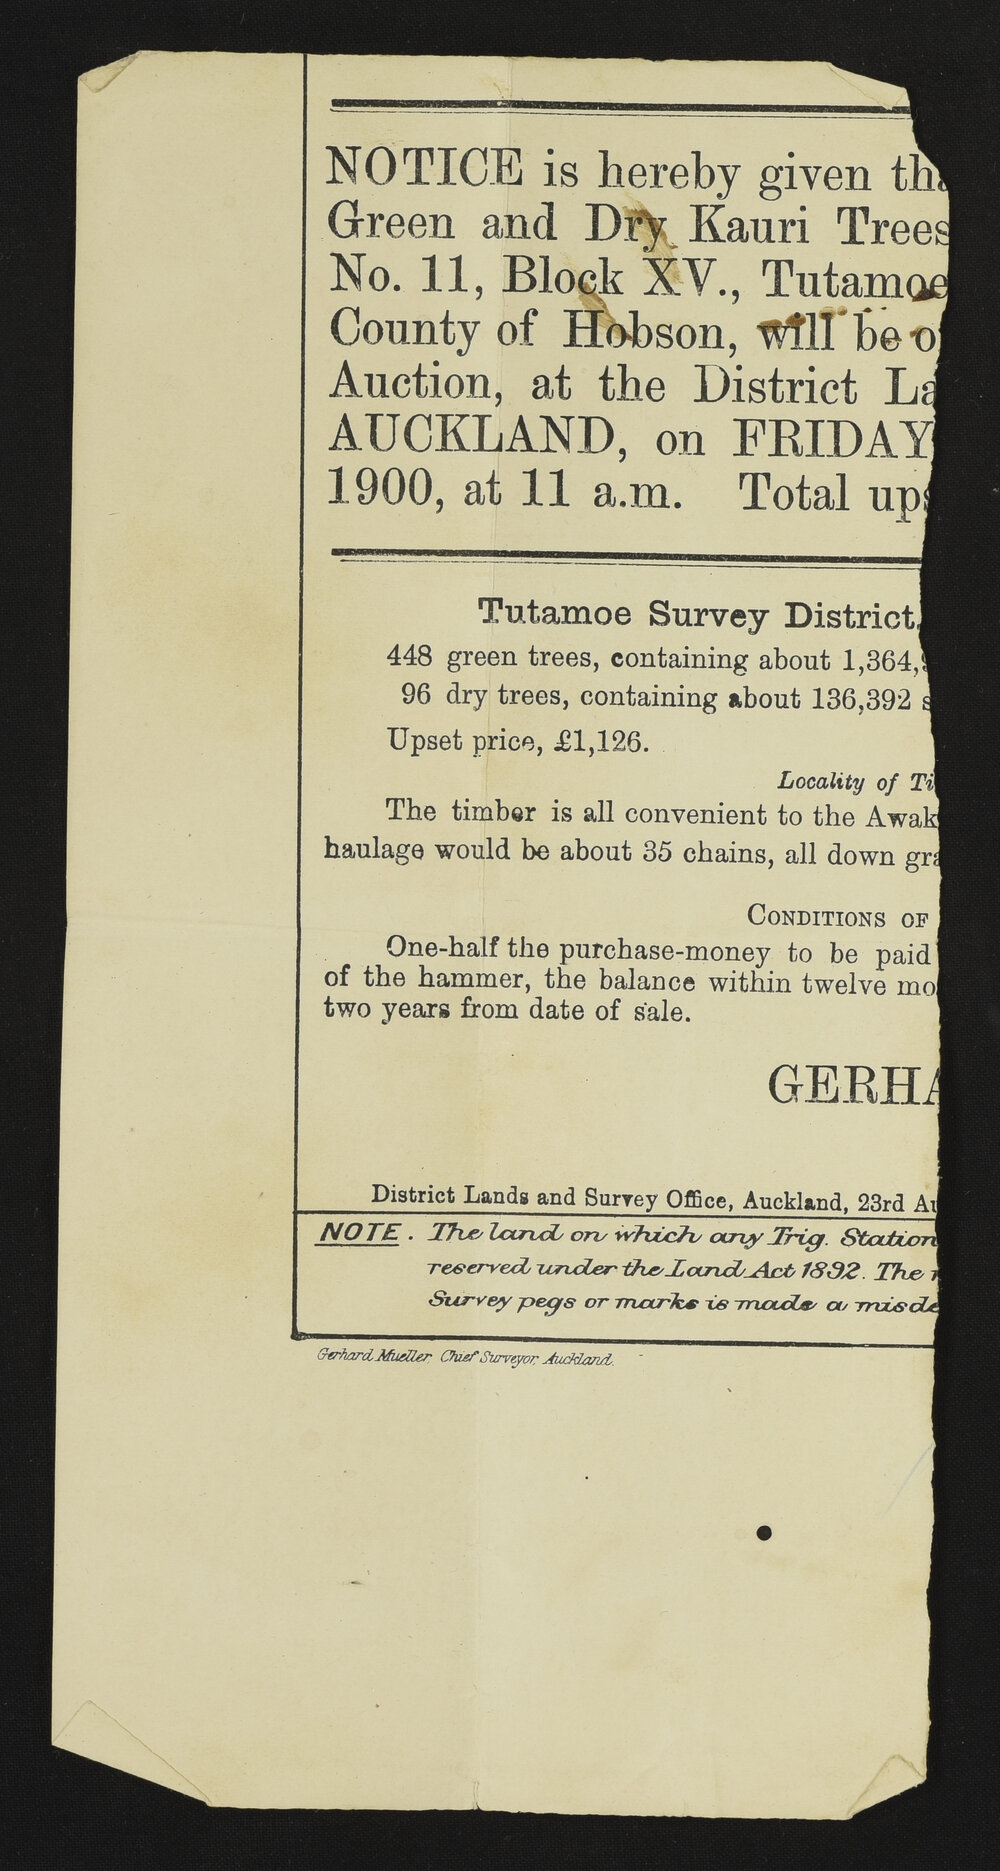 NOTICE is hereby given tha
Green and Dry Kauri Trees
No. 11, Block XV., Tutamoe
County of Hobson, will be o
Auction, at the District La
AUCKLAND, on FRIDAY
1900, at 11 a.m. Total ups
Tutamoe Survey District,
448 green trees, containing about 1,364,9
96 dry trees, containing about 136,392 s
Upset price, £1,126.
Locality of Ti
The timber is all convenient to the Awak
haulage would be about 35 chains, all down gra
CONDITIONS OF
One-half the purchase-money to be paid
of the hammer, the balance within twelve mo
two years from date of sale.
GERHA
District Lands and Survey Office, Auckland, 23rd Au
NOTE. The land on which any Trig. Station
reserved under the Land Act 1892. The
Survey pegs or marks is made a misde
Gerhard Mueller, Chief Surveyor, Auckland.